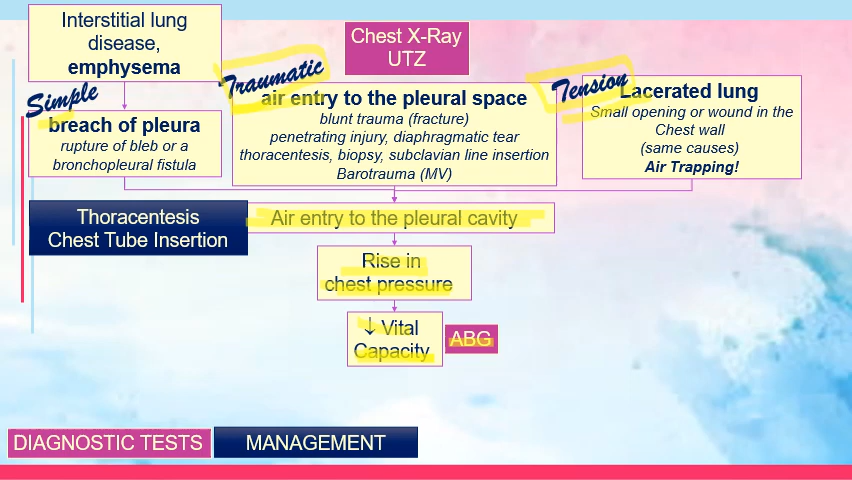 Interstitial lung
disease,
emphysema
Chest X-Ray
UTZ
Simple
breach of pleura
rupture of bleb or a
bronchopleural fistula
Traumatic
air entry to the pleural space
blunt trauma (fracture)
penetrating injury, diaphragmatic tear
thoracentesis, biopsy, subclavian line insertion
Barotrauma (MV)
Tension
Lacerated lung
Small opening or wound in the
Chest wall
(same causes)
Air Trapping!
Thoracentesis
Chest Tube Insertion
Air entry to the pleural cavity
Rise in
chest pressure
↓ Vital
Capacity
ABG
DIAGNOSTIC TESTS
MANAGEMENT